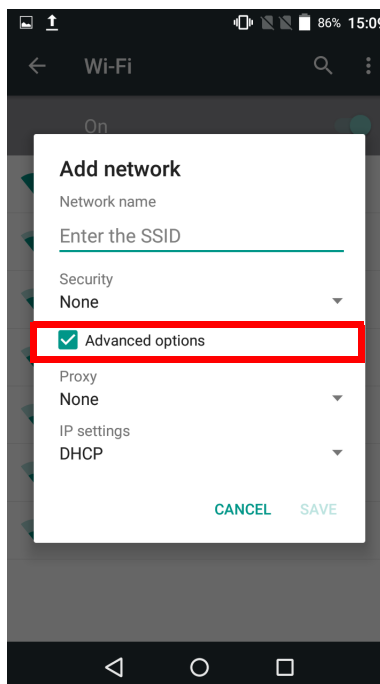 86% 15:09
Wi-Fi
On
Add network
Network name
Enter the SSID
Security
None
Advanced options
Proxy
None
IP settings
DHCP
CANCEL SAVE